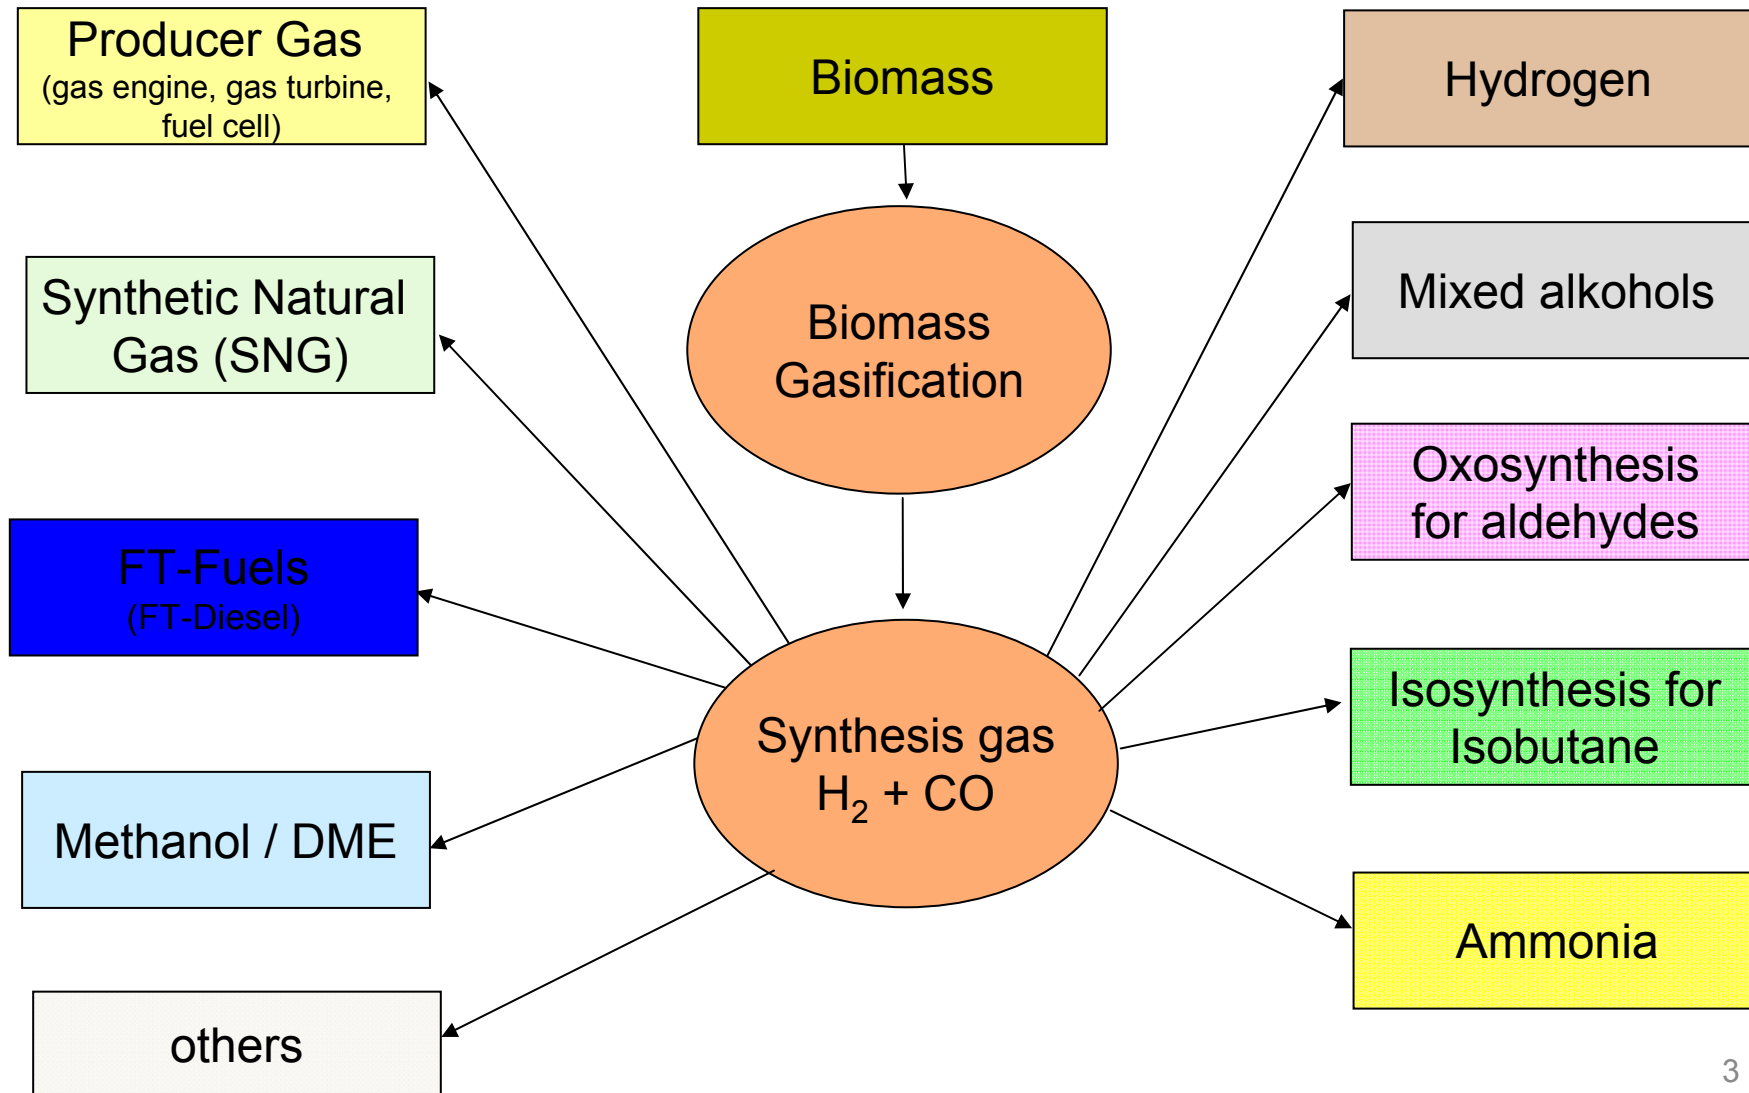 Producer Gas
(gas engine, gas turbine,
fuel cell)
Biomass
Hydrogen
Synthetic Natural
Gas (SNG)
Biomass
Gasification
Mixed alkohols
Oxosynthesis
for aldehydes
FT-Fuels
(FT-Diesel)
Synthesis gas
H₂ + CO
Isosynthesis for
Isobutane
Methanol / DME
Ammonia
others
3